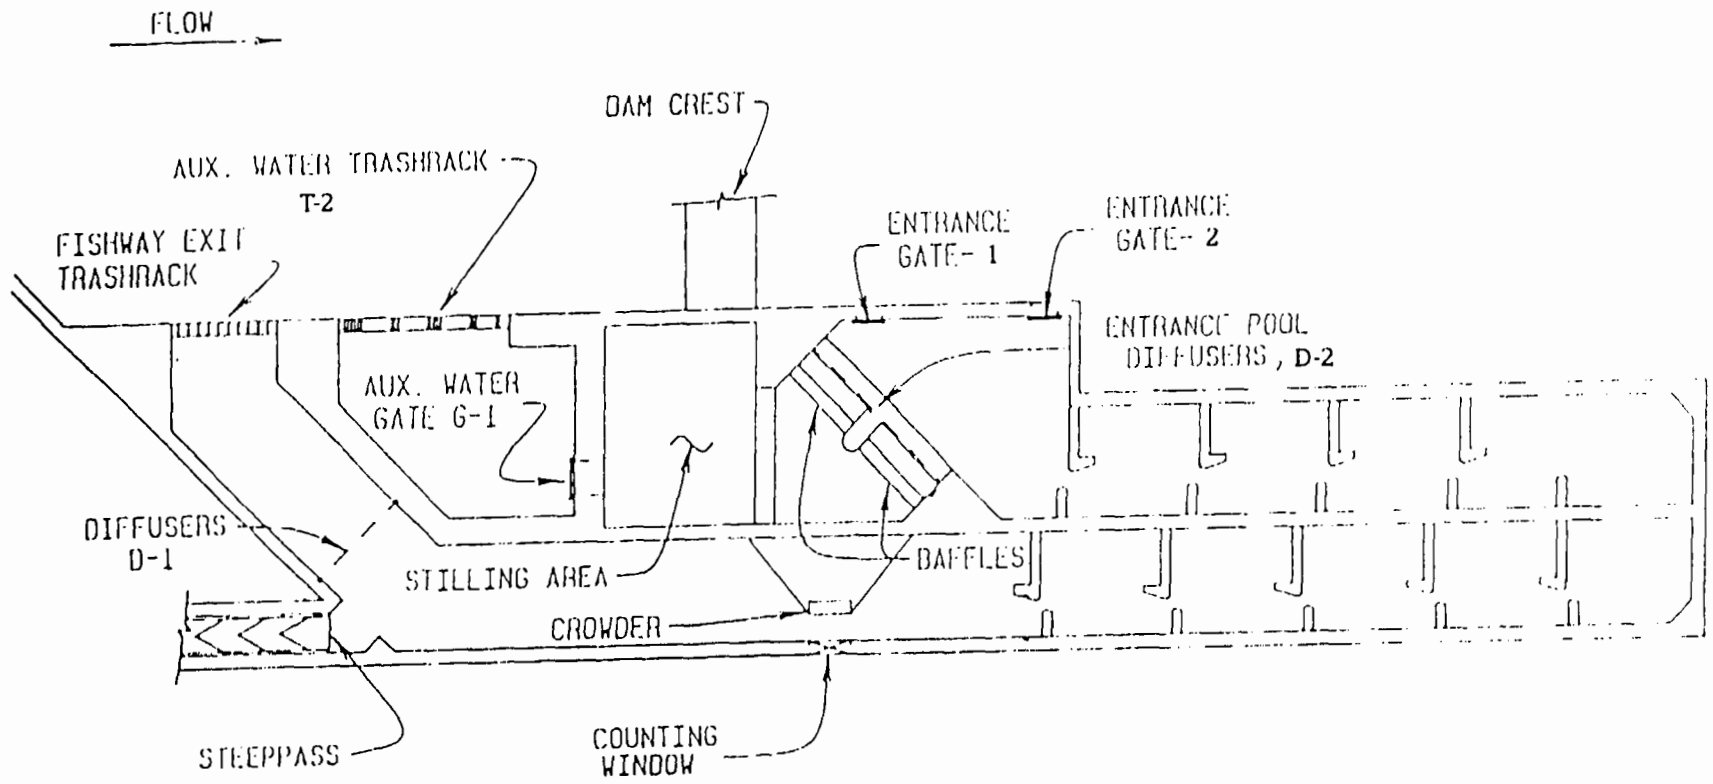 FLOW
DAM CREST
AUX. WATER TRASHRACK
T-2
FISHWAY EXIT
TRASHRACK
ENTRANCE
GATE- 1
ENTRANCE
GATE- 2
ENTRANCE POOL
DIFFUSERS, D-2
AUX. WATER
GATE G-1
DIFFUSERS
D-1
STILLING AREA
BAFFLES
CROWDER
STEEPPASS
COUNTING
WINDOW